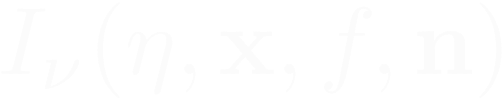 I_ν(η, 𝐱, f, 𝐧)